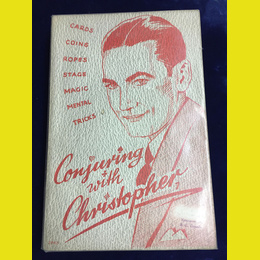 CARDS
COINS
ROPES
STAGE
MAGIC
MENTAL
TRICKS
Conjuring
with
Christopher